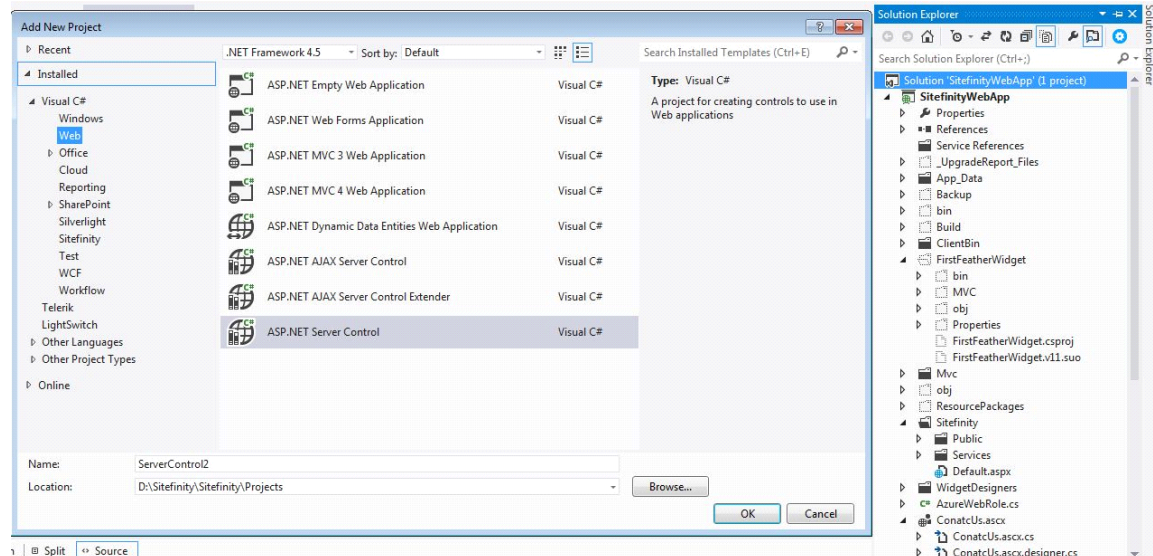 Add New Project
Recent
.NET Framework 4.5
Sort by: Default
Search Installed Templates (Ctrl+E)
Installed
Visual C#
Windows
Web
Office
Cloud
Reporting
SharePoint
Silverlight
Sitefinity
Test
WCF
Workflow
Telerik
LightSwitch
Other Languages
Other Project Types
Online
ASP.NET Empty Web Application Visual C#
ASP.NET Web Forms Application Visual C#
ASP.NET MVC 3 Web Application Visual C#
ASP.NET MVC 4 Web Application Visual C#
ASP.NET Dynamic Data Entities Web Application Visual C#
ASP.NET AJAX Server Control Visual C#
ASP.NET AJAX Server Control Extender Visual C#
ASP.NET Server Control Visual C#
Type: Visual C#
A project for creating controls to use in
Web applications
Name: ServerControl2
Location: D:\Sitefinity\Sitefinity\Projects
Browse...
OK
Cancel
Split
Source
Solution Explorer
Search Solution Explorer (Ctrl+;)
Solution 'SitefinityWebApp' (1 project)
SitefinityWebApp
Properties
References
Service References
_UpgradeReport_Files
App_Data
Backup
bin
Build
ClientBin
FirstFeatherWidget
bin
MVC
obj
Properties
FirstFeatherWidget.csproj
FirstFeatherWidget.v11.suo
Mvc
obj
ResourcePackages
Sitefinity
Public
Services
Default.aspx
WidgetDesigners
AzureWebRole.cs
ConatcUs.ascx
ConatcUs.ascx.cs
ConatcUs.ascx.designer.cs
Solution Explorer